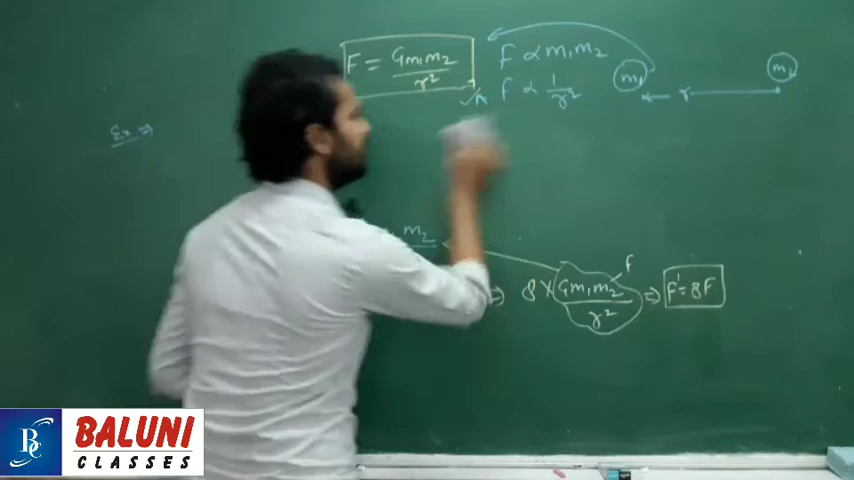 F = Gm₁m₂/r²
F ∝ m₁m₂
F ∝ 1/r²
m₁
r
m₂
Ex ⇒
m₂
⇒ 8 × Gm₁m₂/r² ⇒ F' = 8F
F
BALUNI
CLASSES